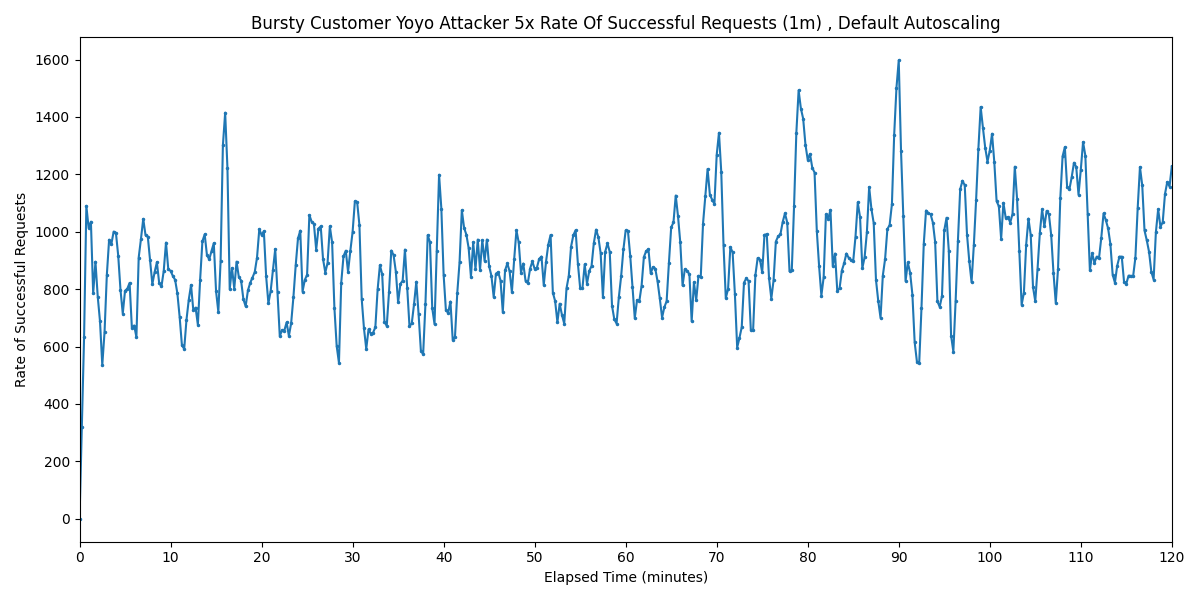 Bursty Customer Yoyo Attacker 5x Rate Of Successful Requests (1m) , Default Autoscaling
Rate of Successful Requests
1600
1400
1200
1000
800
600
400
200
0
0 10 20 30 40 50 60 70 80 90 100 110 120
Elapsed Time (minutes)